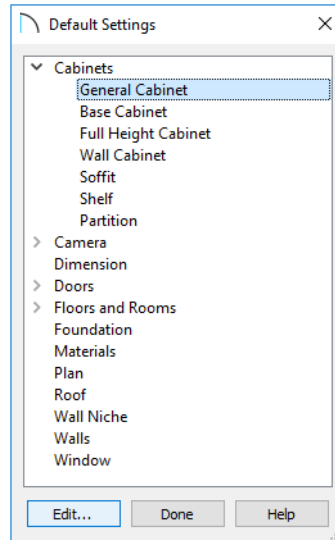 Default Settings
Cabinets
General Cabinet
Base Cabinet
Full Height Cabinet
Wall Cabinet
Soffit
Shelf
Partition
Camera
Dimension
Doors
Floors and Rooms
Foundation
Materials
Plan
Roof
Wall Niche
Walls
Window
Edit... Done Help